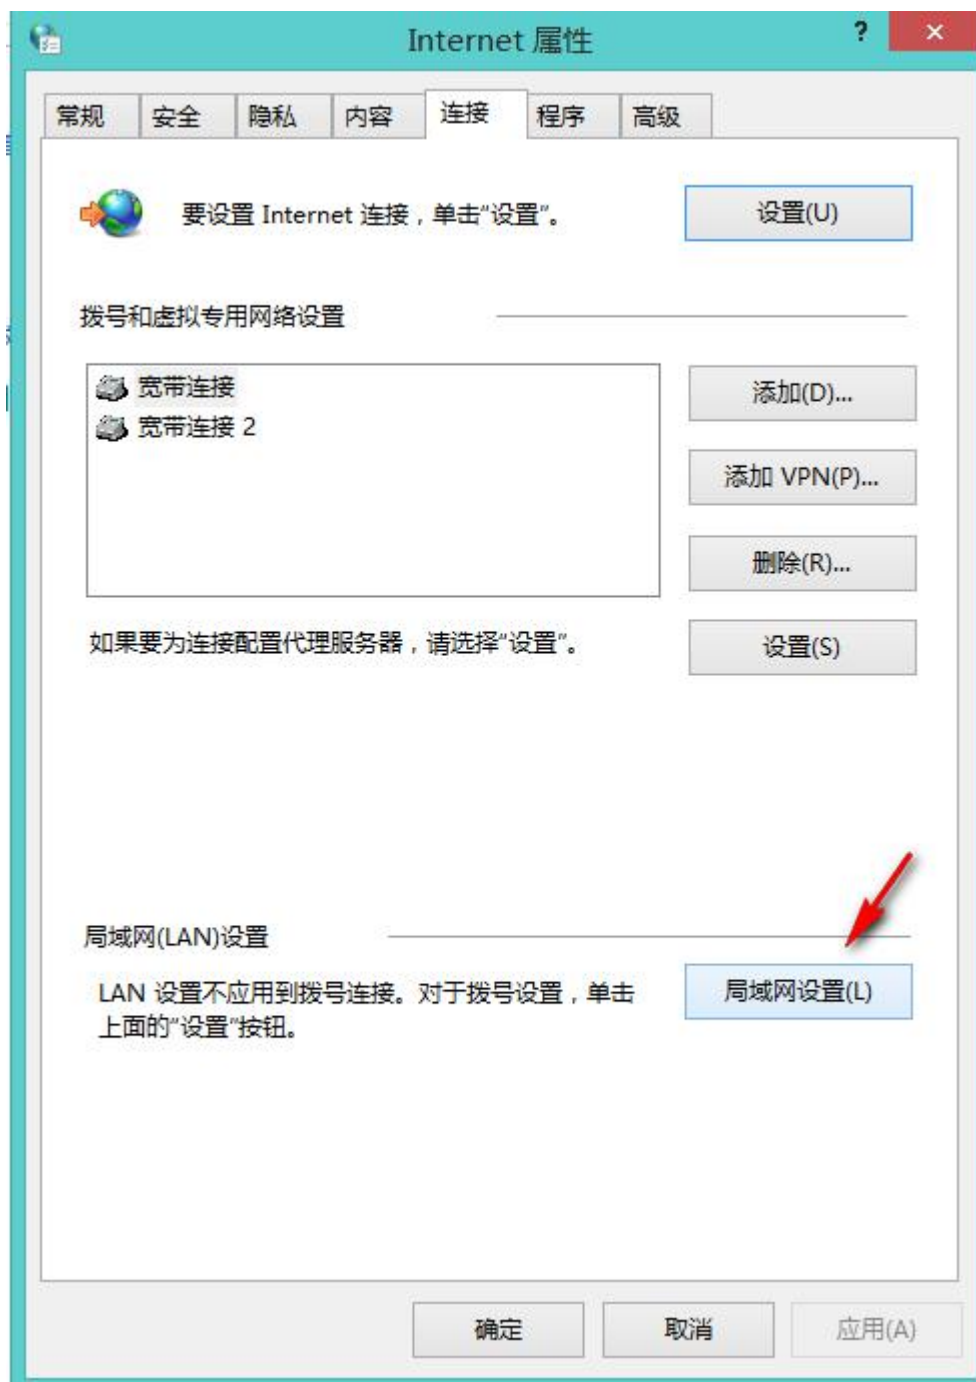 Internet 属性
?
常规 安全 隐私 内容 连接 程序 高级
要设置 Internet 连接，单击“设置”。
设置(U)
拨号和虚拟专用网络设置
宽带连接
宽带连接 2
添加(D)...
添加 VPN(P)...
删除(R)...
如果要为连接配置代理服务器，请选择“设置”。
设置(S)
局域网(LAN)设置
LAN 设置不应用到拨号连接。对于拨号设置，单击
上面的“设置”按钮。
局域网设置(L)
确定 取消 应用(A)